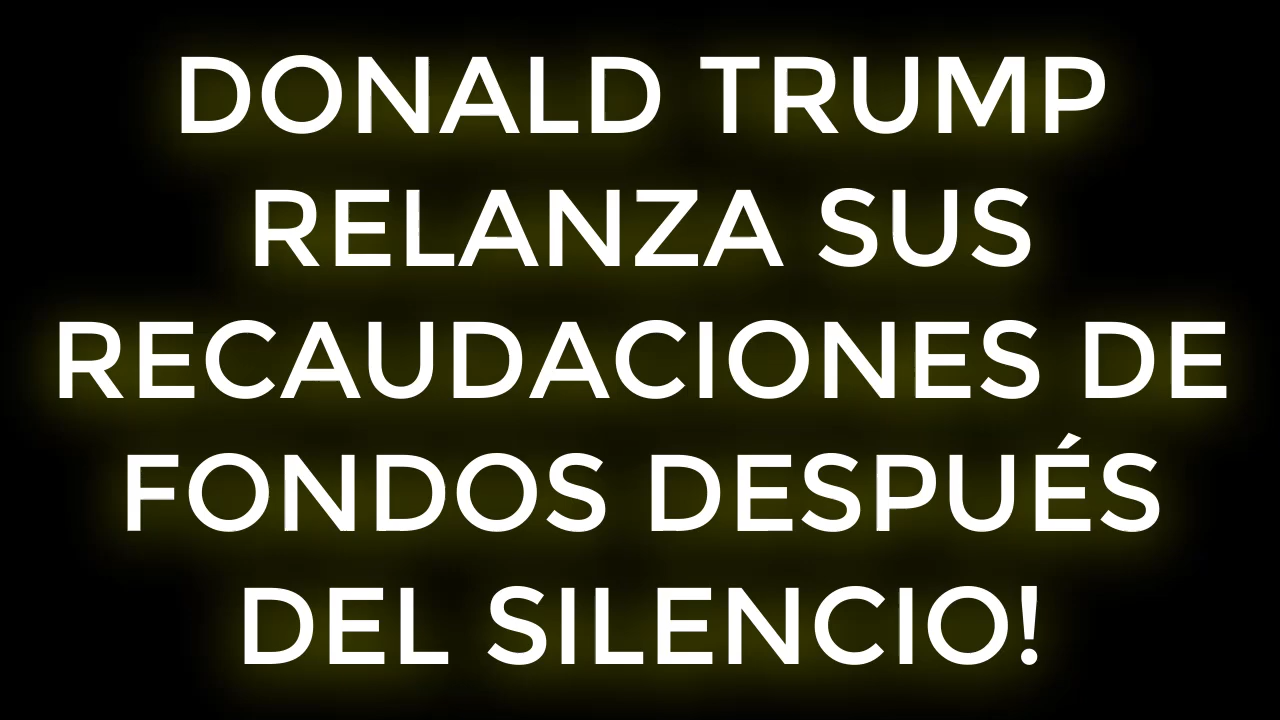 DONALD TRUMP
RELANZA SUS
RECAUDACIONES DE
FONDOS DESPUÉS
DEL SILENCIO!